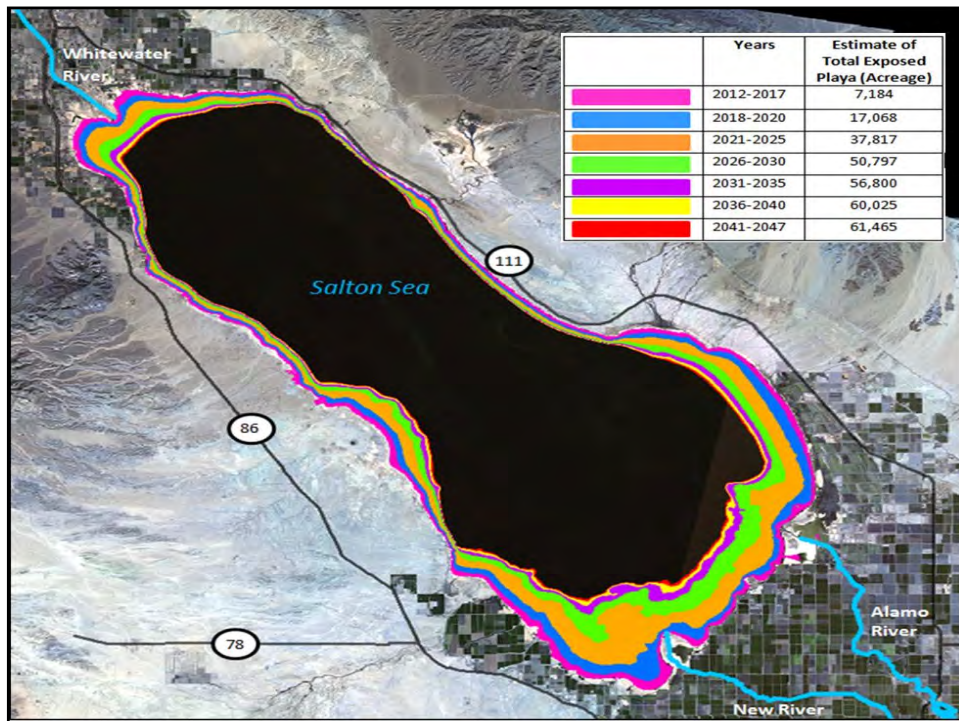 Whitewater
River
Years
Estimate of
Total Exposed
Playa (Acreage)
2012-2017
7,184
2018-2020
17,068
2021-2025
37,817
2026-2030
50,797
2031-2035
56,800
2036-2040
60,025
2041-2047
61,465
111
Salton Sea
86
78
Alamo
River
New River